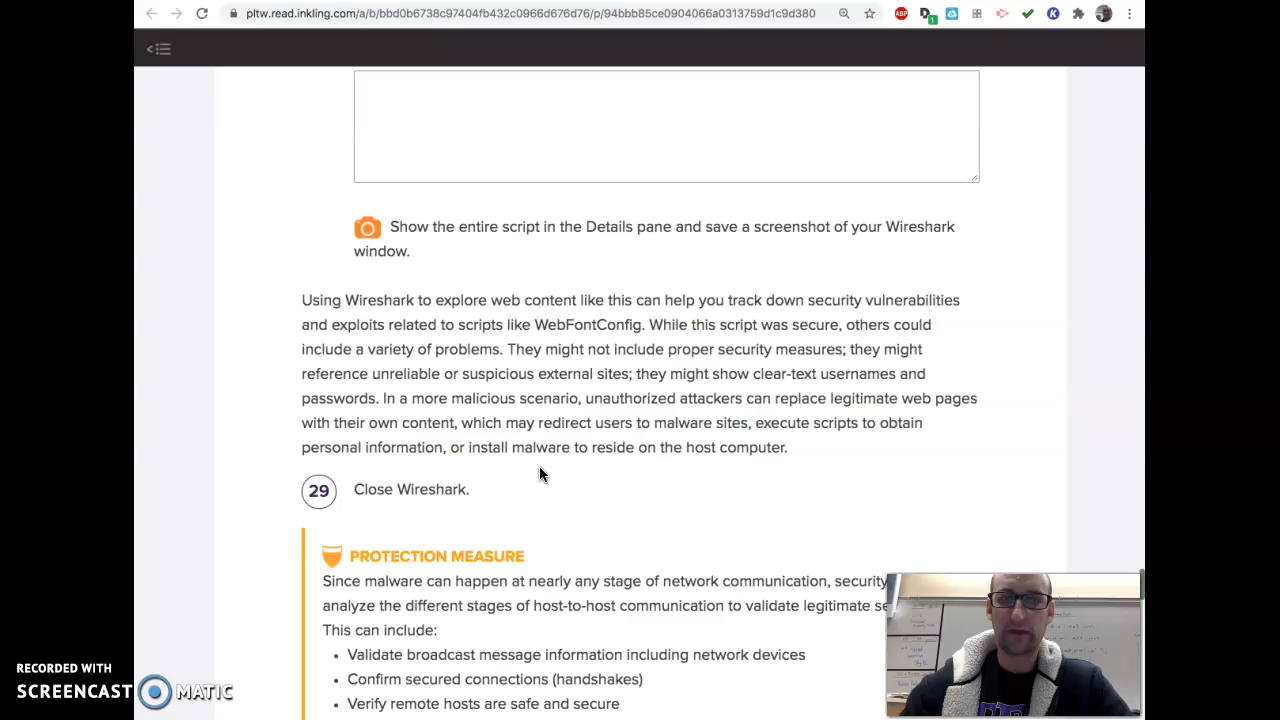 pltw.read.inkling.com/a/b/bbd0b6738c97404fb432c0966d676d76/p/94bbb85ce0904066a0313759d1c9d380
ABP
D
1
K
Show the entire script in the Details pane and save a screenshot of your Wireshark
window.
Using Wireshark to explore web content like this can help you track down security vulnerabilities
and exploits related to scripts like WebFontConfig. While this script was secure, others could
include a variety of problems. They might not include proper security measures; they might
reference unreliable or suspicious external sites; they might show clear-text usernames and
passwords. In a more malicious scenario, unauthorized attackers can replace legitimate web pages
with their own content, which may redirect users to malware sites, execute scripts to obtain
personal information, or install malware to reside on the host computer.
29 Close Wireshark.
PROTECTION MEASURE
Since malware can happen at nearly any stage of network communication, security
analyze the different stages of host-to-host communication to validate legitimate se
This can include:
• Validate broadcast message information including network devices
• Confirm secured connections (handshakes)
• Verify remote hosts are safe and secure
RECORDED WITH
SCREENCAST MATIC